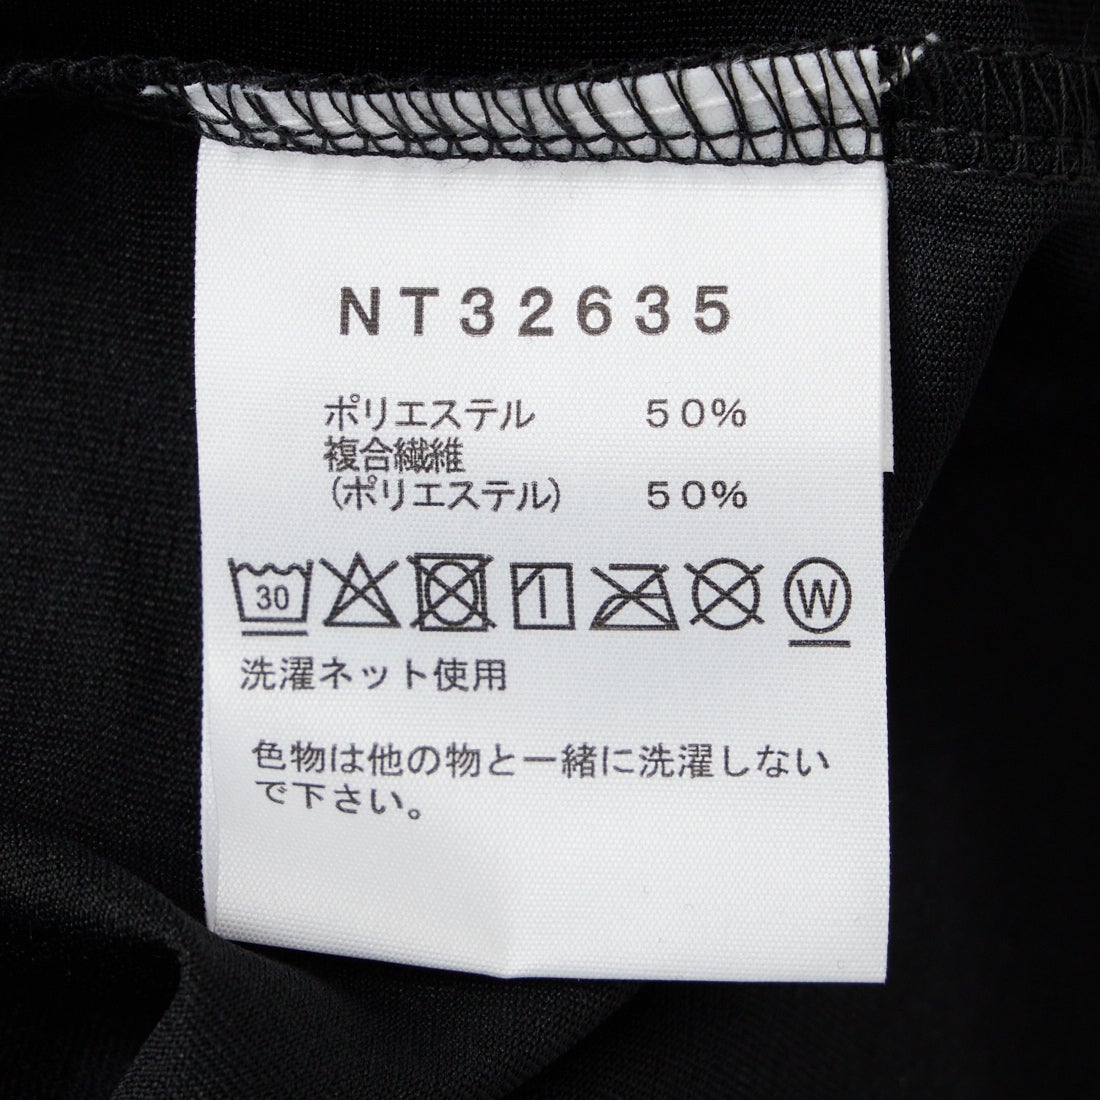 NT32635
ポリエステル 50%
複合繊維
(ポリエステル) 50%
30 W
洗濯ネット使用
色物は他の物と一緒に洗濯しない
で下さい。